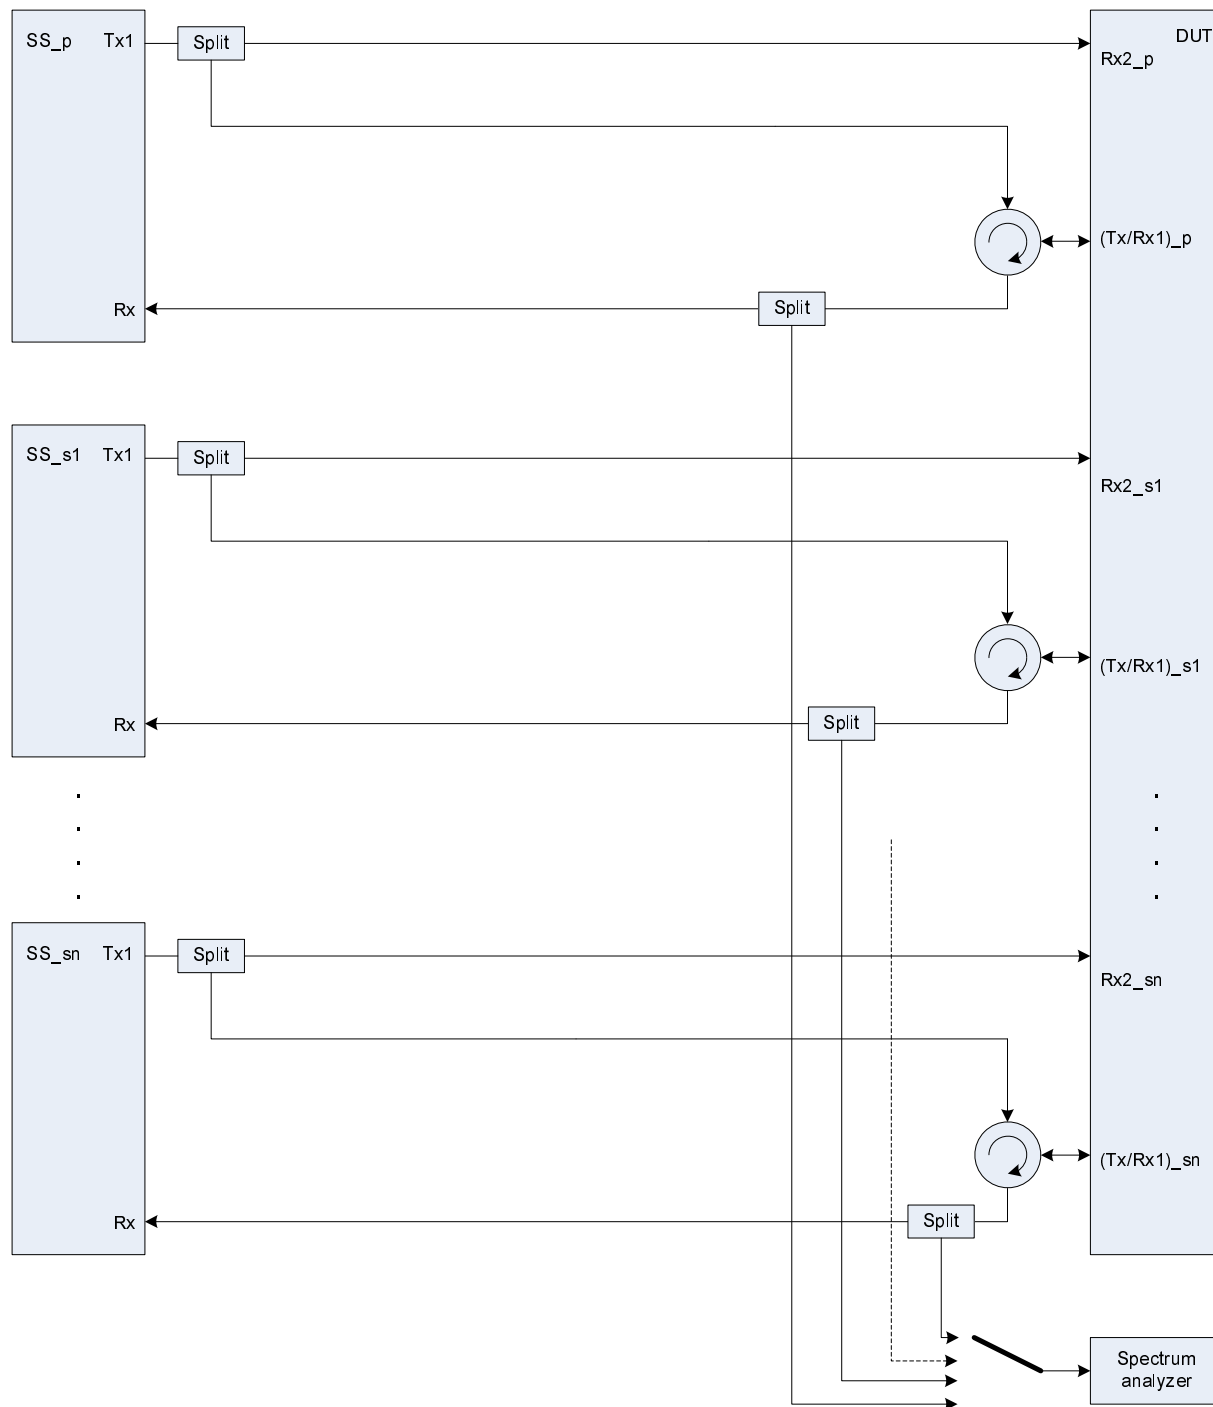 SS_p Tx1
Split
DUT
Rx2_p
(Tx/Rx1)_p
Split
Rx
SS_s1 Tx1
Split
Rx2_s1
(Tx/Rx1)_s1
Split
Rx
SS_sn Tx1
Split
Rx2_sn
(Tx/Rx1)_sn
Split
Rx
Spectrum
analyzer